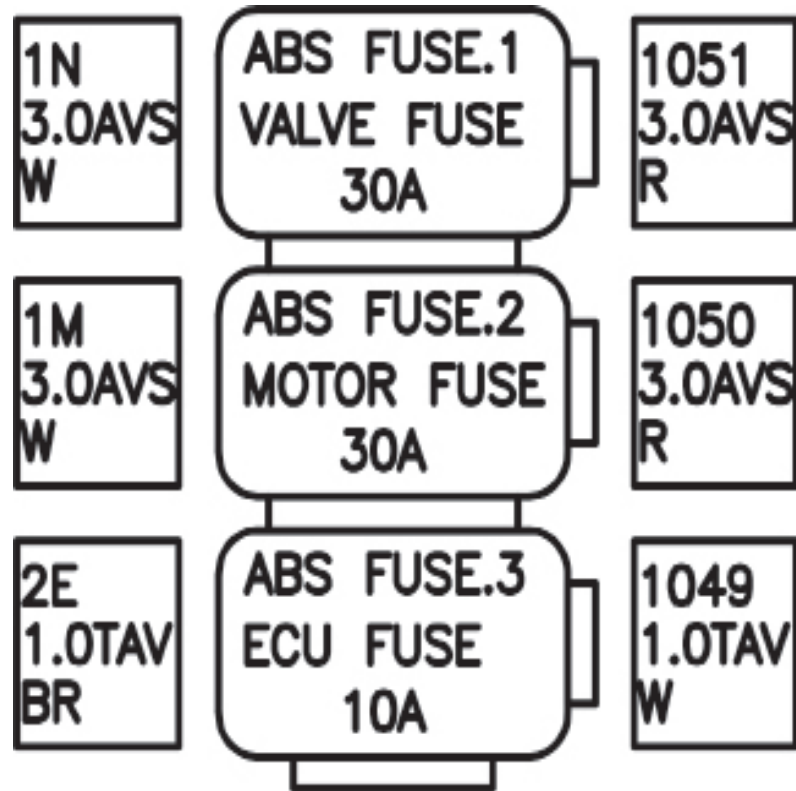 1N
3.0AVS
W
ABS FUSE.1
VALVE FUSE
30A
1051
3.0AVS
R
1M
3.0AVS
W
ABS FUSE.2
MOTOR FUSE
30A
1050
3.0AVS
R
2E
1.0TAV
BR
ABS FUSE.3
ECU FUSE
10A
1049
1.0TAV
W